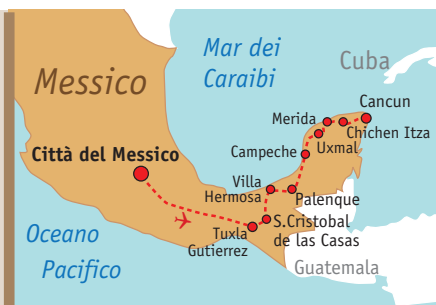 Mar dei
Caraibi
Cuba
Messico
Cancun
Merida
Chichen Itza
Uxmal
Campeche
Città del Messico
Villa
Hermosa
Palenque
S.Cristobal
de las Casas
Tuxla
Gutierrez
Oceano
Pacifico
Guatemala